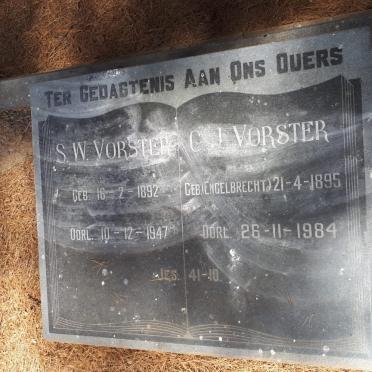 TER GEDAGTENIS AAN ONS OUERS
S. W. VORSTER C. J. VORSTER
GEB. 16-2-1892 GEB(ENGELBRECHT) 21-4-1895
OORL. 10-12-1947 OORL. 26-11-1984
JES. 41-10